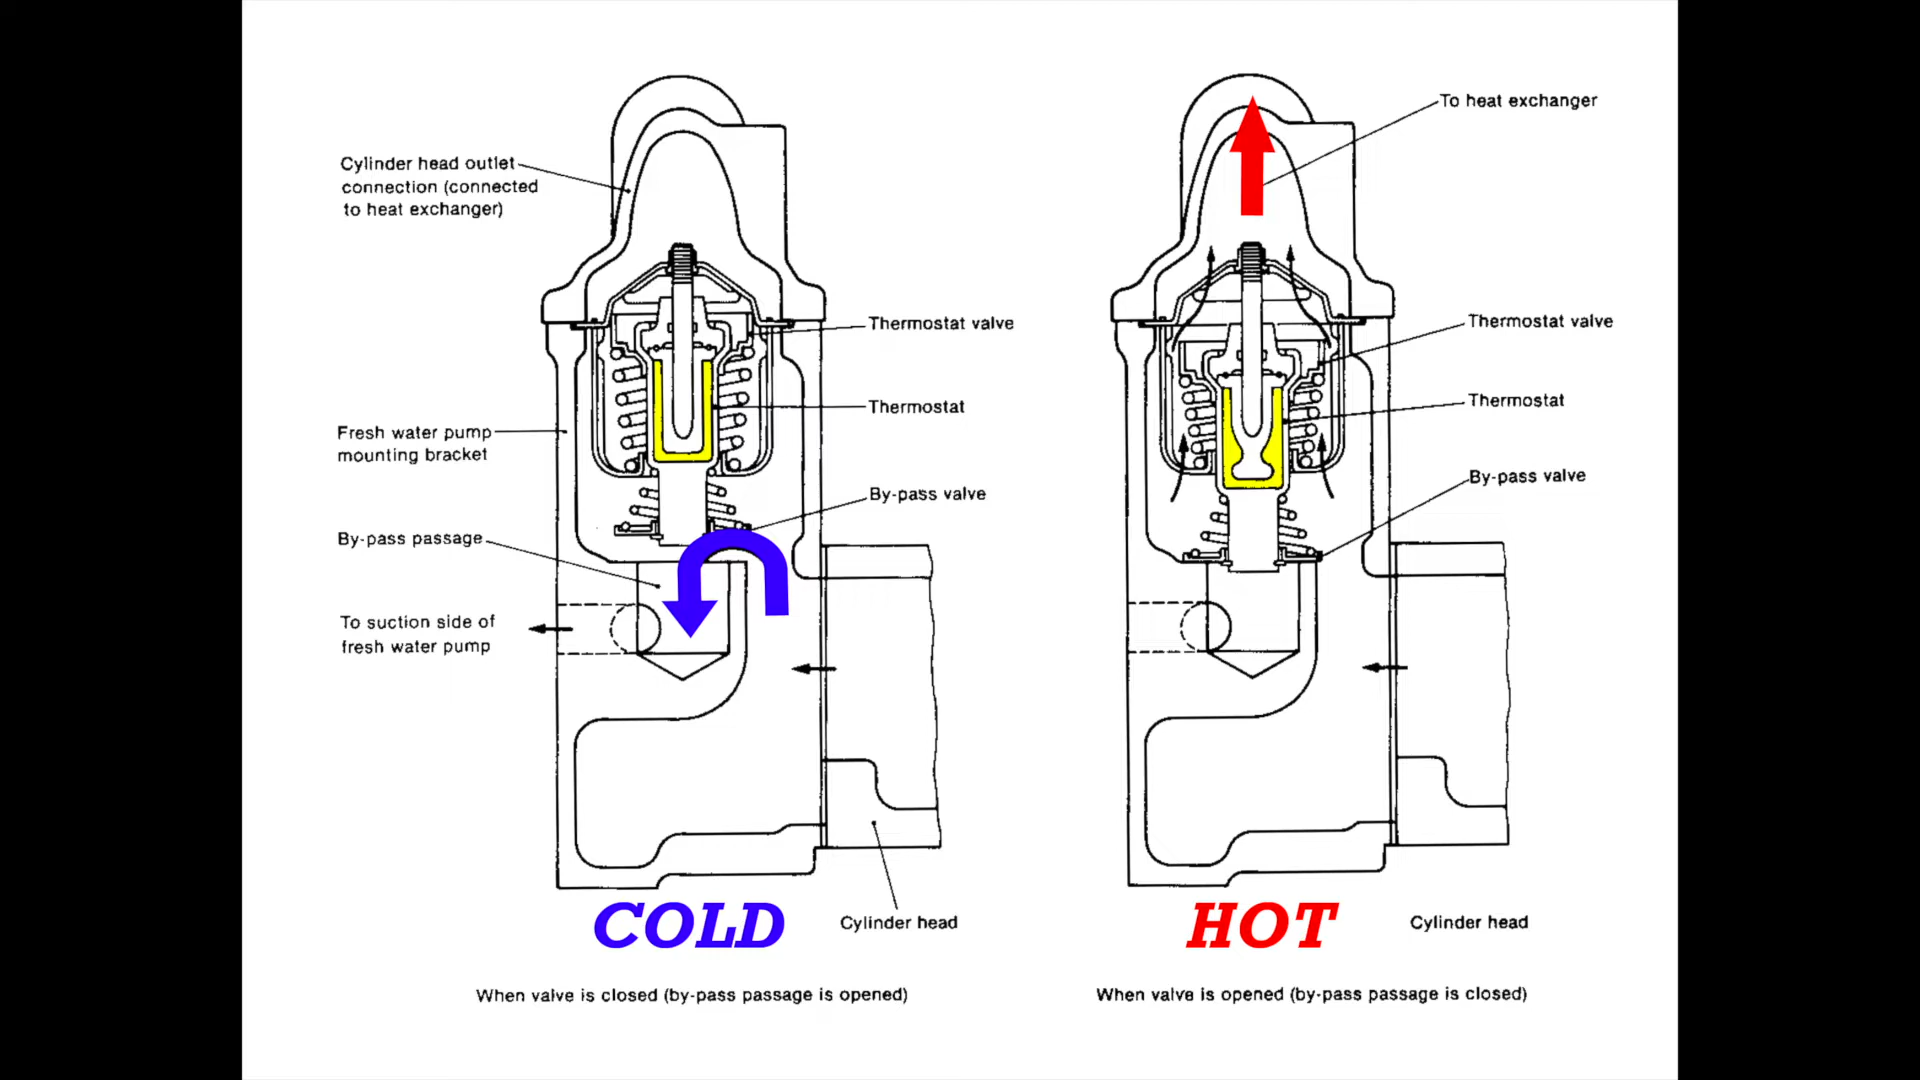 Cylinder head outlet
connection (connected
to heat exchanger)
Thermostat valve
Thermostat
Fresh water pump
mounting bracket
By-pass valve
By-pass passage
To suction side of
fresh water pump
COLD
Cylinder head
When valve is closed (by-pass passage is opened)
To heat exchanger
Thermostat valve
Thermostat
By-pass valve
HOT
Cylinder head
When valve is opened (by-pass passage is closed)